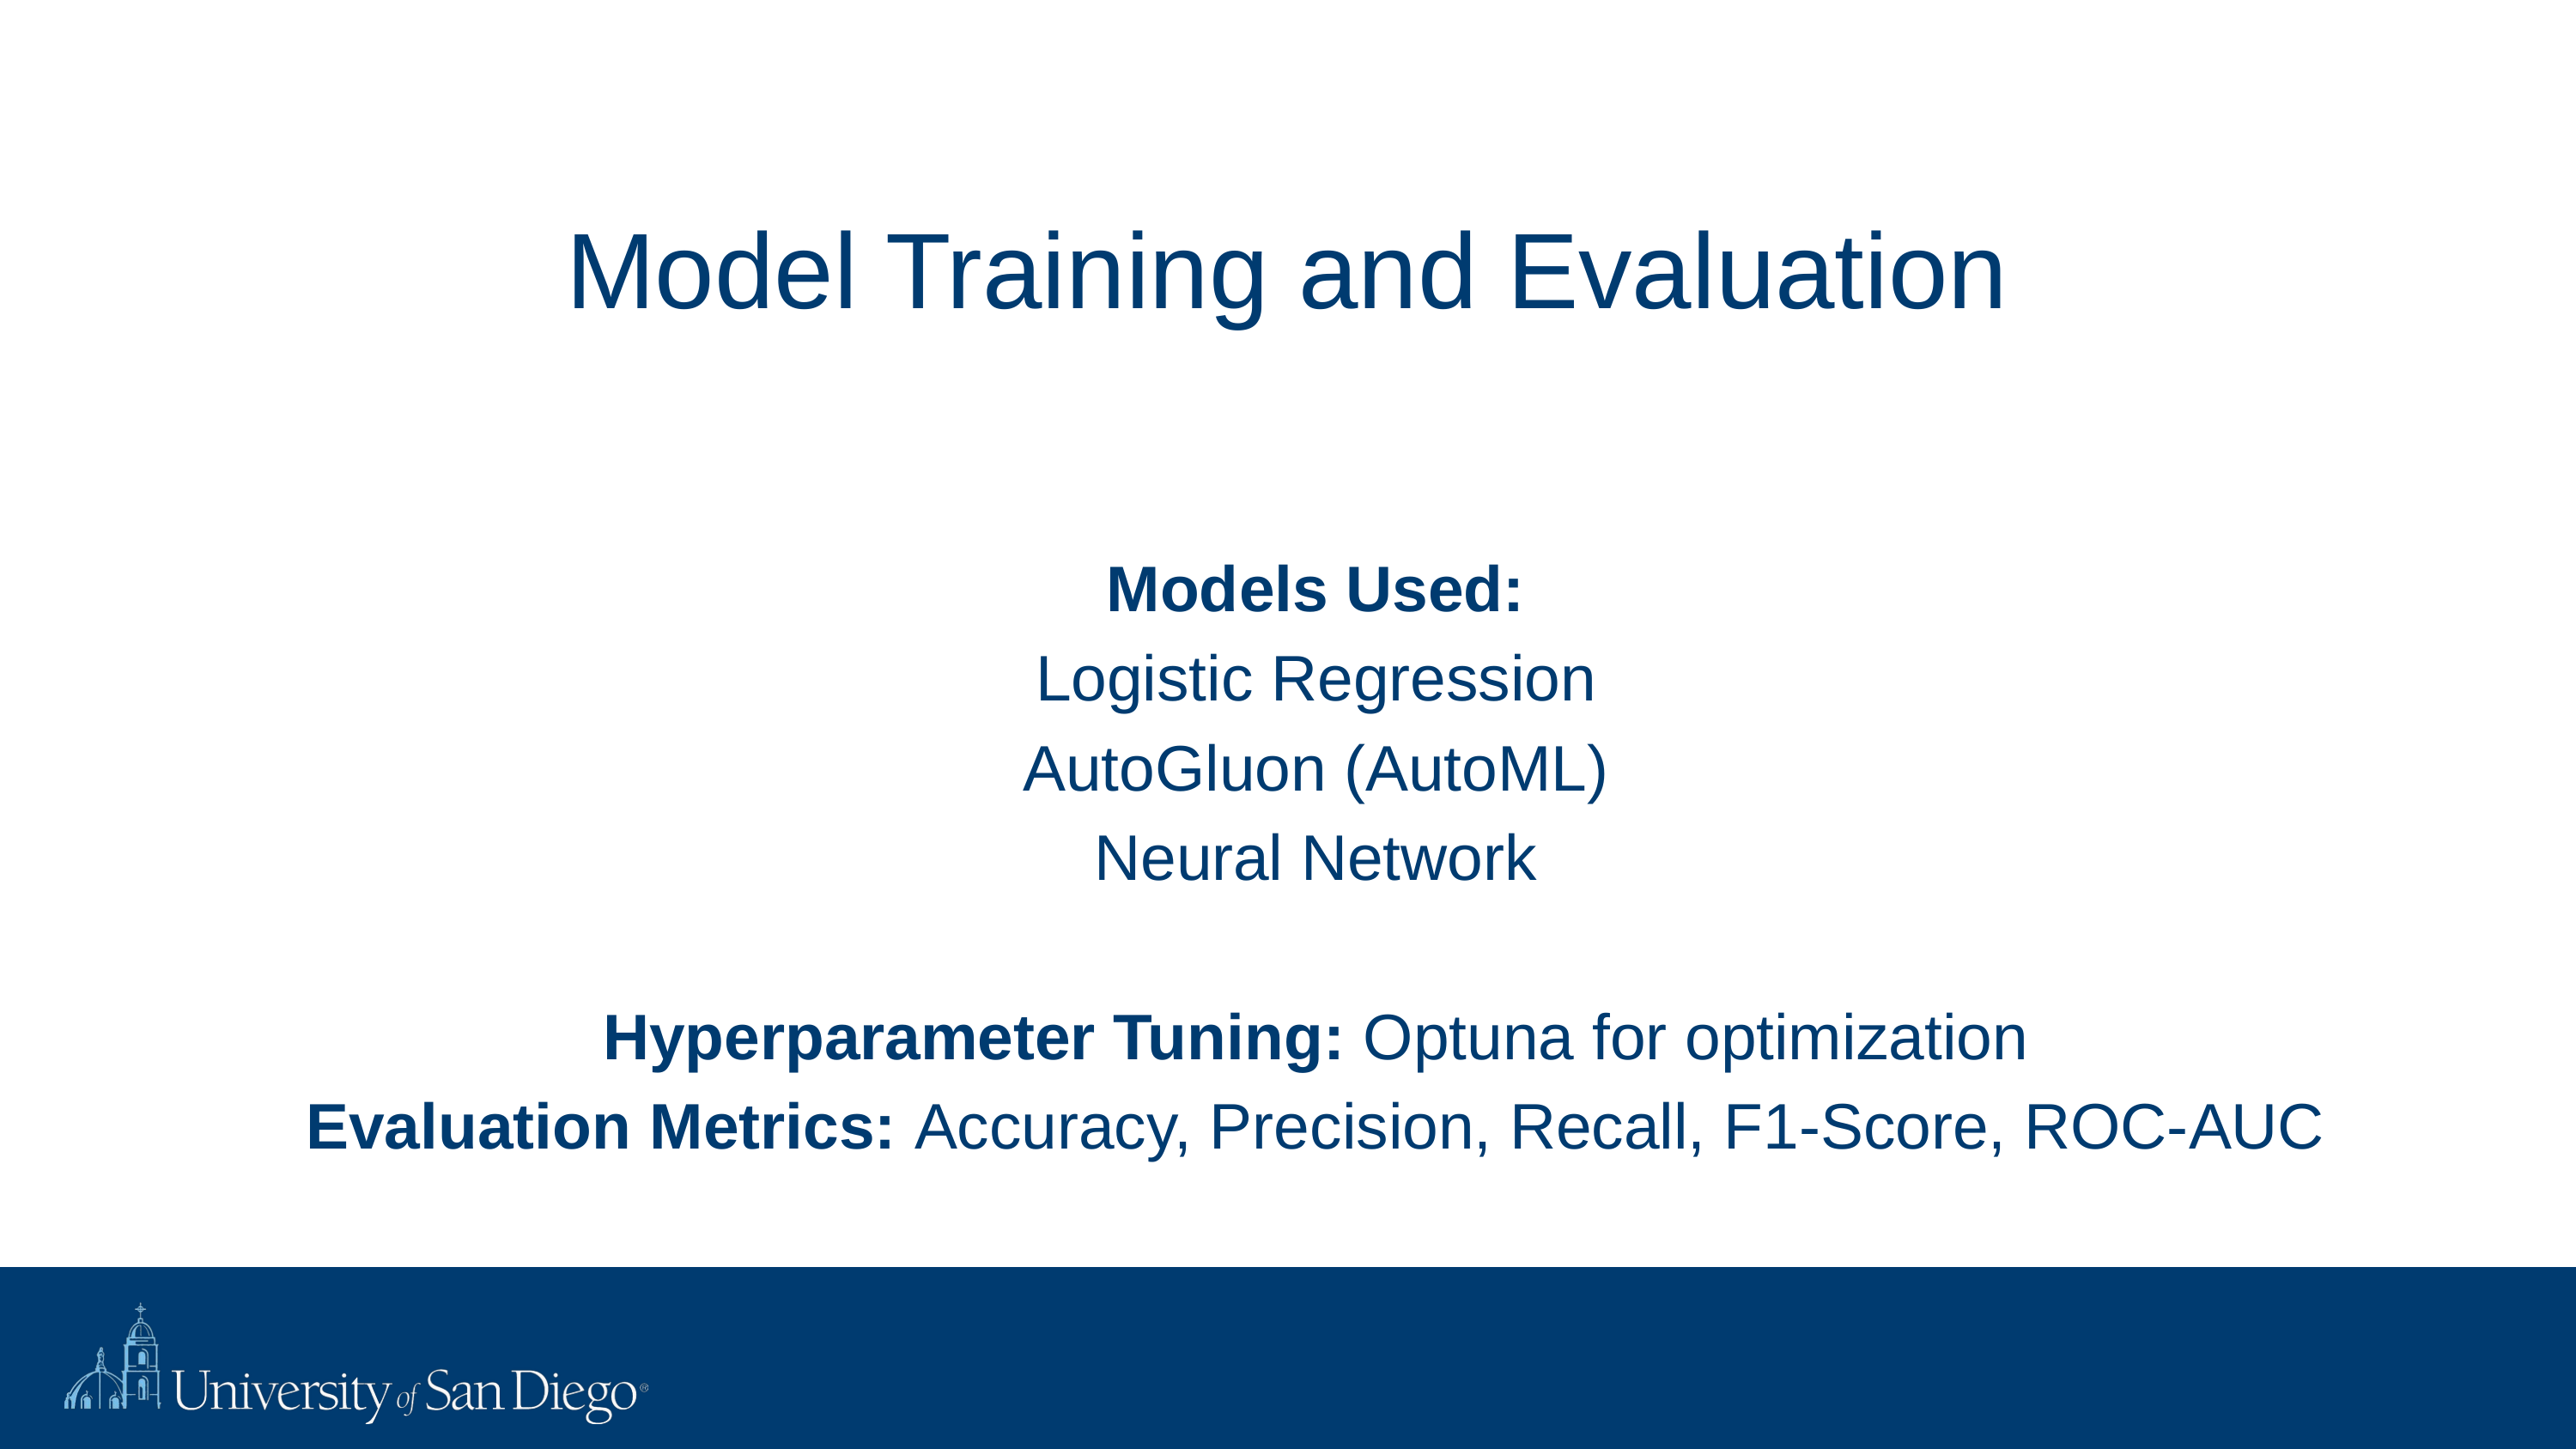 Model Training and Evaluation
Models Used:
Logistic Regression
AutoGluon (AutoML)
Neural Network
Hyperparameter Tuning: Optuna for optimization
Evaluation Metrics: Accuracy, Precision, Recall, F1-Score, ROC-AUC
University of San Diego®